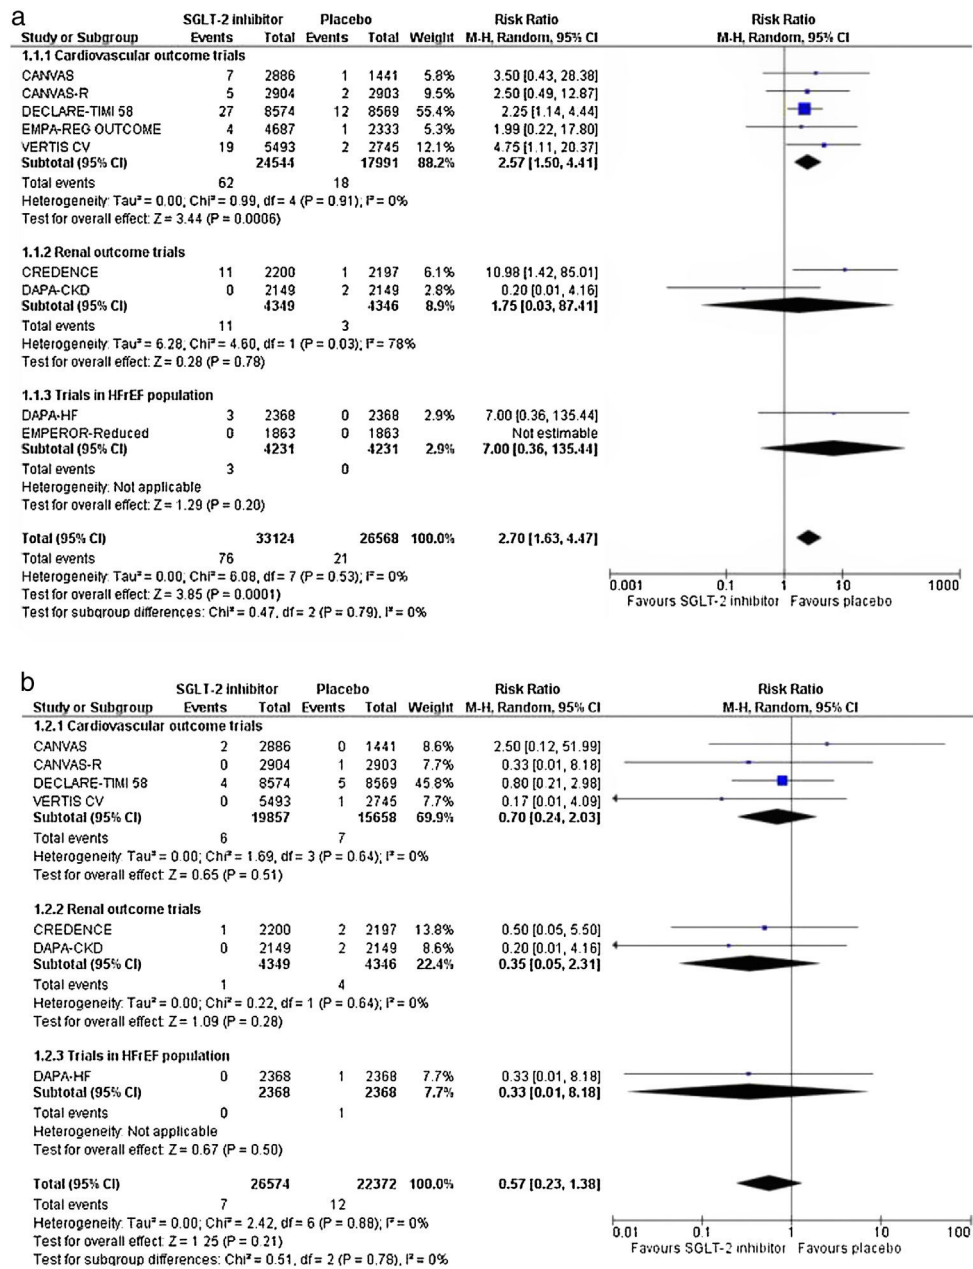 a
SGLT-2 inhibitor Placebo Risk Ratio Risk Ratio
Study or Subgroup Events Total Events Total Weight M-H, Random, 95% CI M-H, Random, 95% CI
1.1.1 Cardiovascular outcome trials
CANVAS 7 2886 1 1441 5.8% 3.50 [0.43, 28.38]
CANVAS-R 5 2904 2 2903 9.5% 2.50 [0.49, 12.87]
DECLARE-TIMI 58 27 8574 12 8569 55.4% 2.25 [1.14, 4.44]
EMPA-REG OUTCOME 4 4687 1 2333 5.3% 1.99 [0.22, 17.80]
VERTIS CV 19 5493 2 2745 12.1% 4.75 [1.11, 20.37]
Subtotal (95% CI) 24544 17991 88.2% 2.57 [1.50, 4.41]
Total events 62 18
Heterogeneity: Tau² = 0.00; Chi² = 0.99, df = 4 (P = 0.91); I² = 0%
Test for overall effect: Z = 3.44 (P = 0.0006)
1.1.2 Renal outcome trials
CREDENCE 11 2200 1 2197 6.1% 10.98 [1.42, 85.01]
DAPA-CKD 0 2149 2 2149 2.8% 0.20 [0.01, 4.16]
Subtotal (95% CI) 4349 4346 8.9% 1.75 [0.03, 87.41]
Total events 11 3
Heterogeneity: Tau² = 6.28; Chi² = 4.60, df = 1 (P = 0.03); I² = 78%
Test for overall effect: Z = 0.28 (P = 0.78)
1.1.3 Trials in HFrEF population
DAPA-HF 3 2368 0 2368 2.9% 7.00 [0.36, 135.44]
EMPEROR-Reduced 0 1863 0 1863 Not estimable
Subtotal (95% CI) 4231 4231 2.9% 7.00 [0.36, 135.44]
Total events 3 0
Heterogeneity: Not applicable
Test for overall effect: Z = 1.29 (P = 0.20)
Total (95% CI) 33124 26568 100.0% 2.70 [1.63, 4.47]
Total events 76 21
Heterogeneity: Tau² = 0.00; Chi² = 6.08, df = 7 (P = 0.53); I² = 0%
Test for overall effect: Z = 3.85 (P = 0.0001)
Test for subgroup differences: Chi² = 0.47, df = 2 (P = 0.79), I² = 0%
0.001 0.1 1 10 1000
Favours SGLT-2 inhibitor Favours placebo
b
SGLT-2 inhibitor Placebo Risk Ratio Risk Ratio
Study or Subgroup Events Total Events Total Weight M-H, Random, 95% CI M-H, Random, 95% CI
1.2.1 Cardiovascular outcome trials
CANVAS 2 2886 0 1441 8.6% 2.50 [0.12, 51.99]
CANVAS-R 0 2904 1 2903 7.7% 0.33 [0.01, 8.18]
DECLARE-TIMI 58 4 8574 5 8569 45.8% 0.80 [0.21, 2.98]
VERTIS CV 0 5493 1 2745 7.7% 0.17 [0.01, 4.09]
Subtotal (95% CI) 19857 15658 69.9% 0.70 [0.24, 2.03]
Total events 6 7
Heterogeneity: Tau² = 0.00; Chi² = 1.69, df = 3 (P = 0.64); I² = 0%
Test for overall effect: Z = 0.65 (P = 0.51)
1.2.2 Renal outcome trials
CREDENCE 1 2200 2 2197 13.8% 0.50 [0.05, 5.50]
DAPA-CKD 0 2149 2 2149 8.6% 0.20 [0.01, 4.16]
Subtotal (95% CI) 4349 4346 22.4% 0.35 [0.05, 2.31]
Total events 1 4
Heterogeneity: Tau² = 0.00; Chi² = 0.22, df = 1 (P = 0.64); I² = 0%
Test for overall effect: Z = 1.09 (P = 0.28)
1.2.3 Trials in HFrEF population
DAPA-HF 0 2368 1 2368 7.7% 0.33 [0.01, 8.18]
Subtotal (95% CI) 2368 2368 7.7% 0.33 [0.01, 8.18]
Total events 0 1
Heterogeneity: Not applicable
Test for overall effect: Z = 0.67 (P = 0.50)
Total (95% CI) 26574 22372 100.0% 0.57 [0.23, 1.38]
Total events 7 12
Heterogeneity: Tau² = 0.00; Chi² = 2.42, df = 6 (P = 0.88); I² = 0%
Test for overall effect: Z = 1.25 (P = 0.21)
Test for subgroup differences: Chi² = 0.51, df = 2 (P = 0.78), I² = 0%
0.01 0.1 1 10 100
Favours SGLT-2 inhibitor Favours placebo